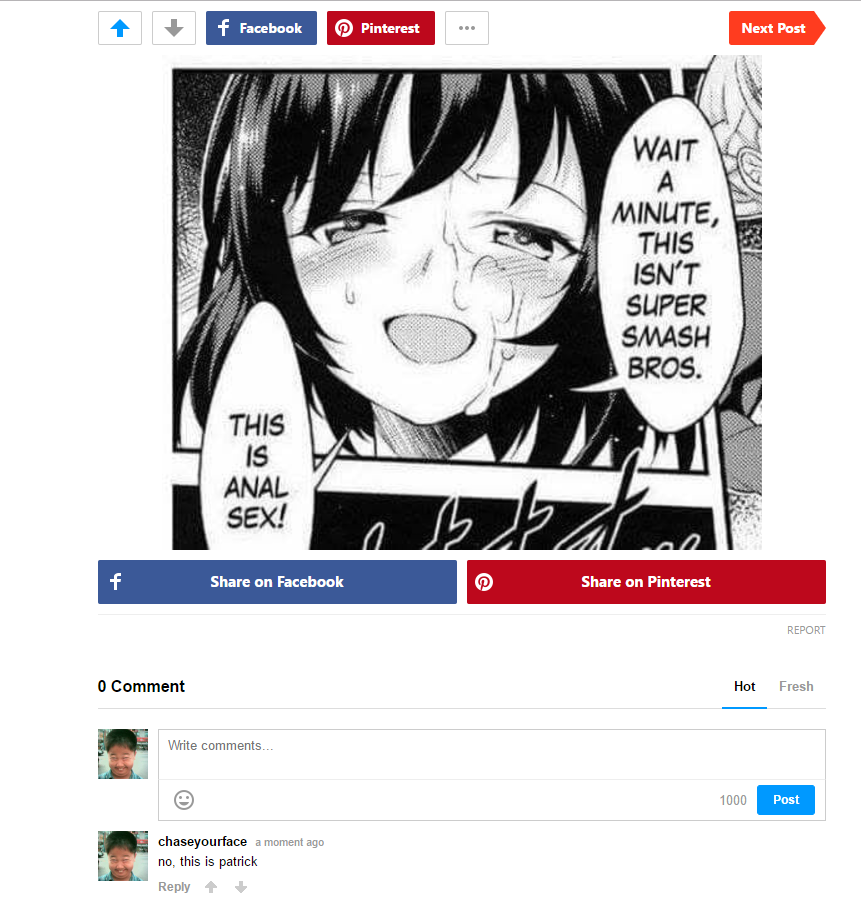 Facebook
Pinterest
Next Post
WAIT
A
MINUTE,
THIS
ISN'T
SUPER
SMASH
BROS.
THIS
IS
ANAL
SEX!
Share on Facebook
Share on Pinterest
REPORT
0 Comment
Hot
Fresh
Write comments...
1000
Post
chaseyourface a moment ago
no, this is patrick
Reply